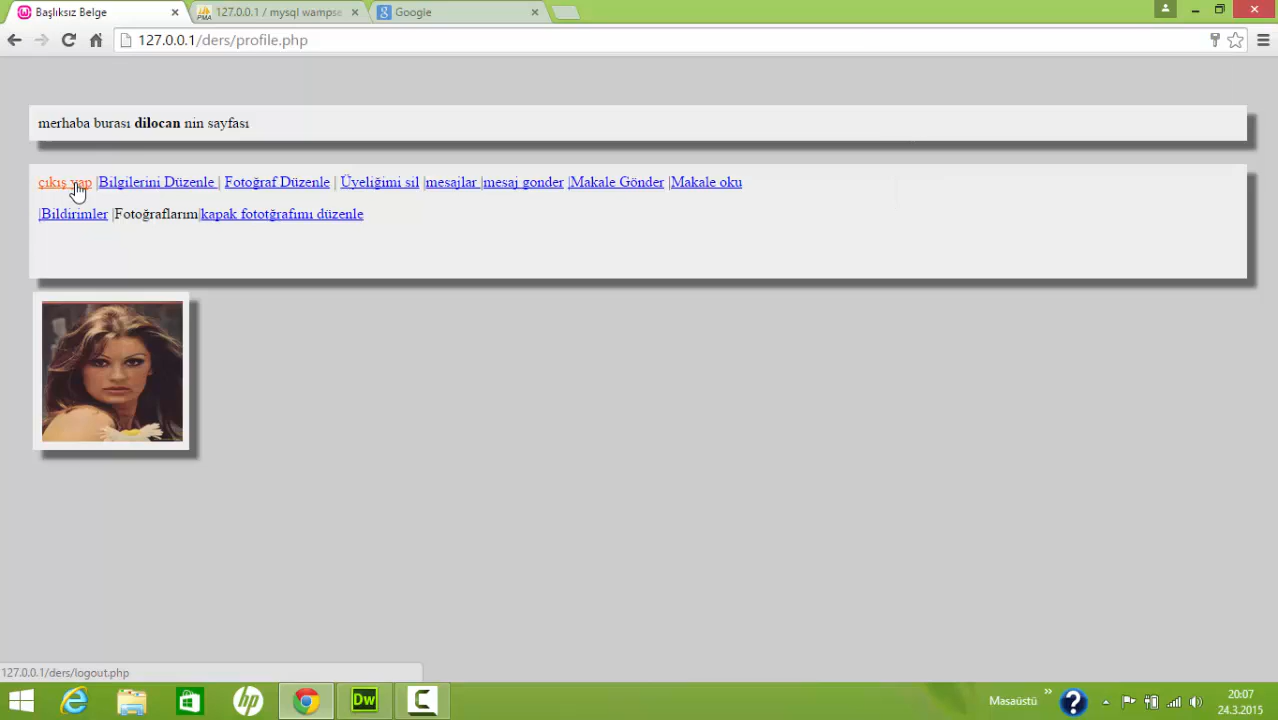 Başlıksız Belge
127.0.0.1 / mysql wampse
Google
127.0.0.1/ders/profile.php
merhaba burası dilocan nin sayfası
çıkış yap |Bilgilerini Düzenle | Fotoğraf Düzenle | Üyeliğimi sil |mesajlar |mesaj gonder |Makale Gönder |Makale oku
|Bildirimler |Fotoğraflarım|kapak fototğrafımı düzenle
127.0.0.1/ders/logout.php
Masaüstü
20:07
24.3.2015